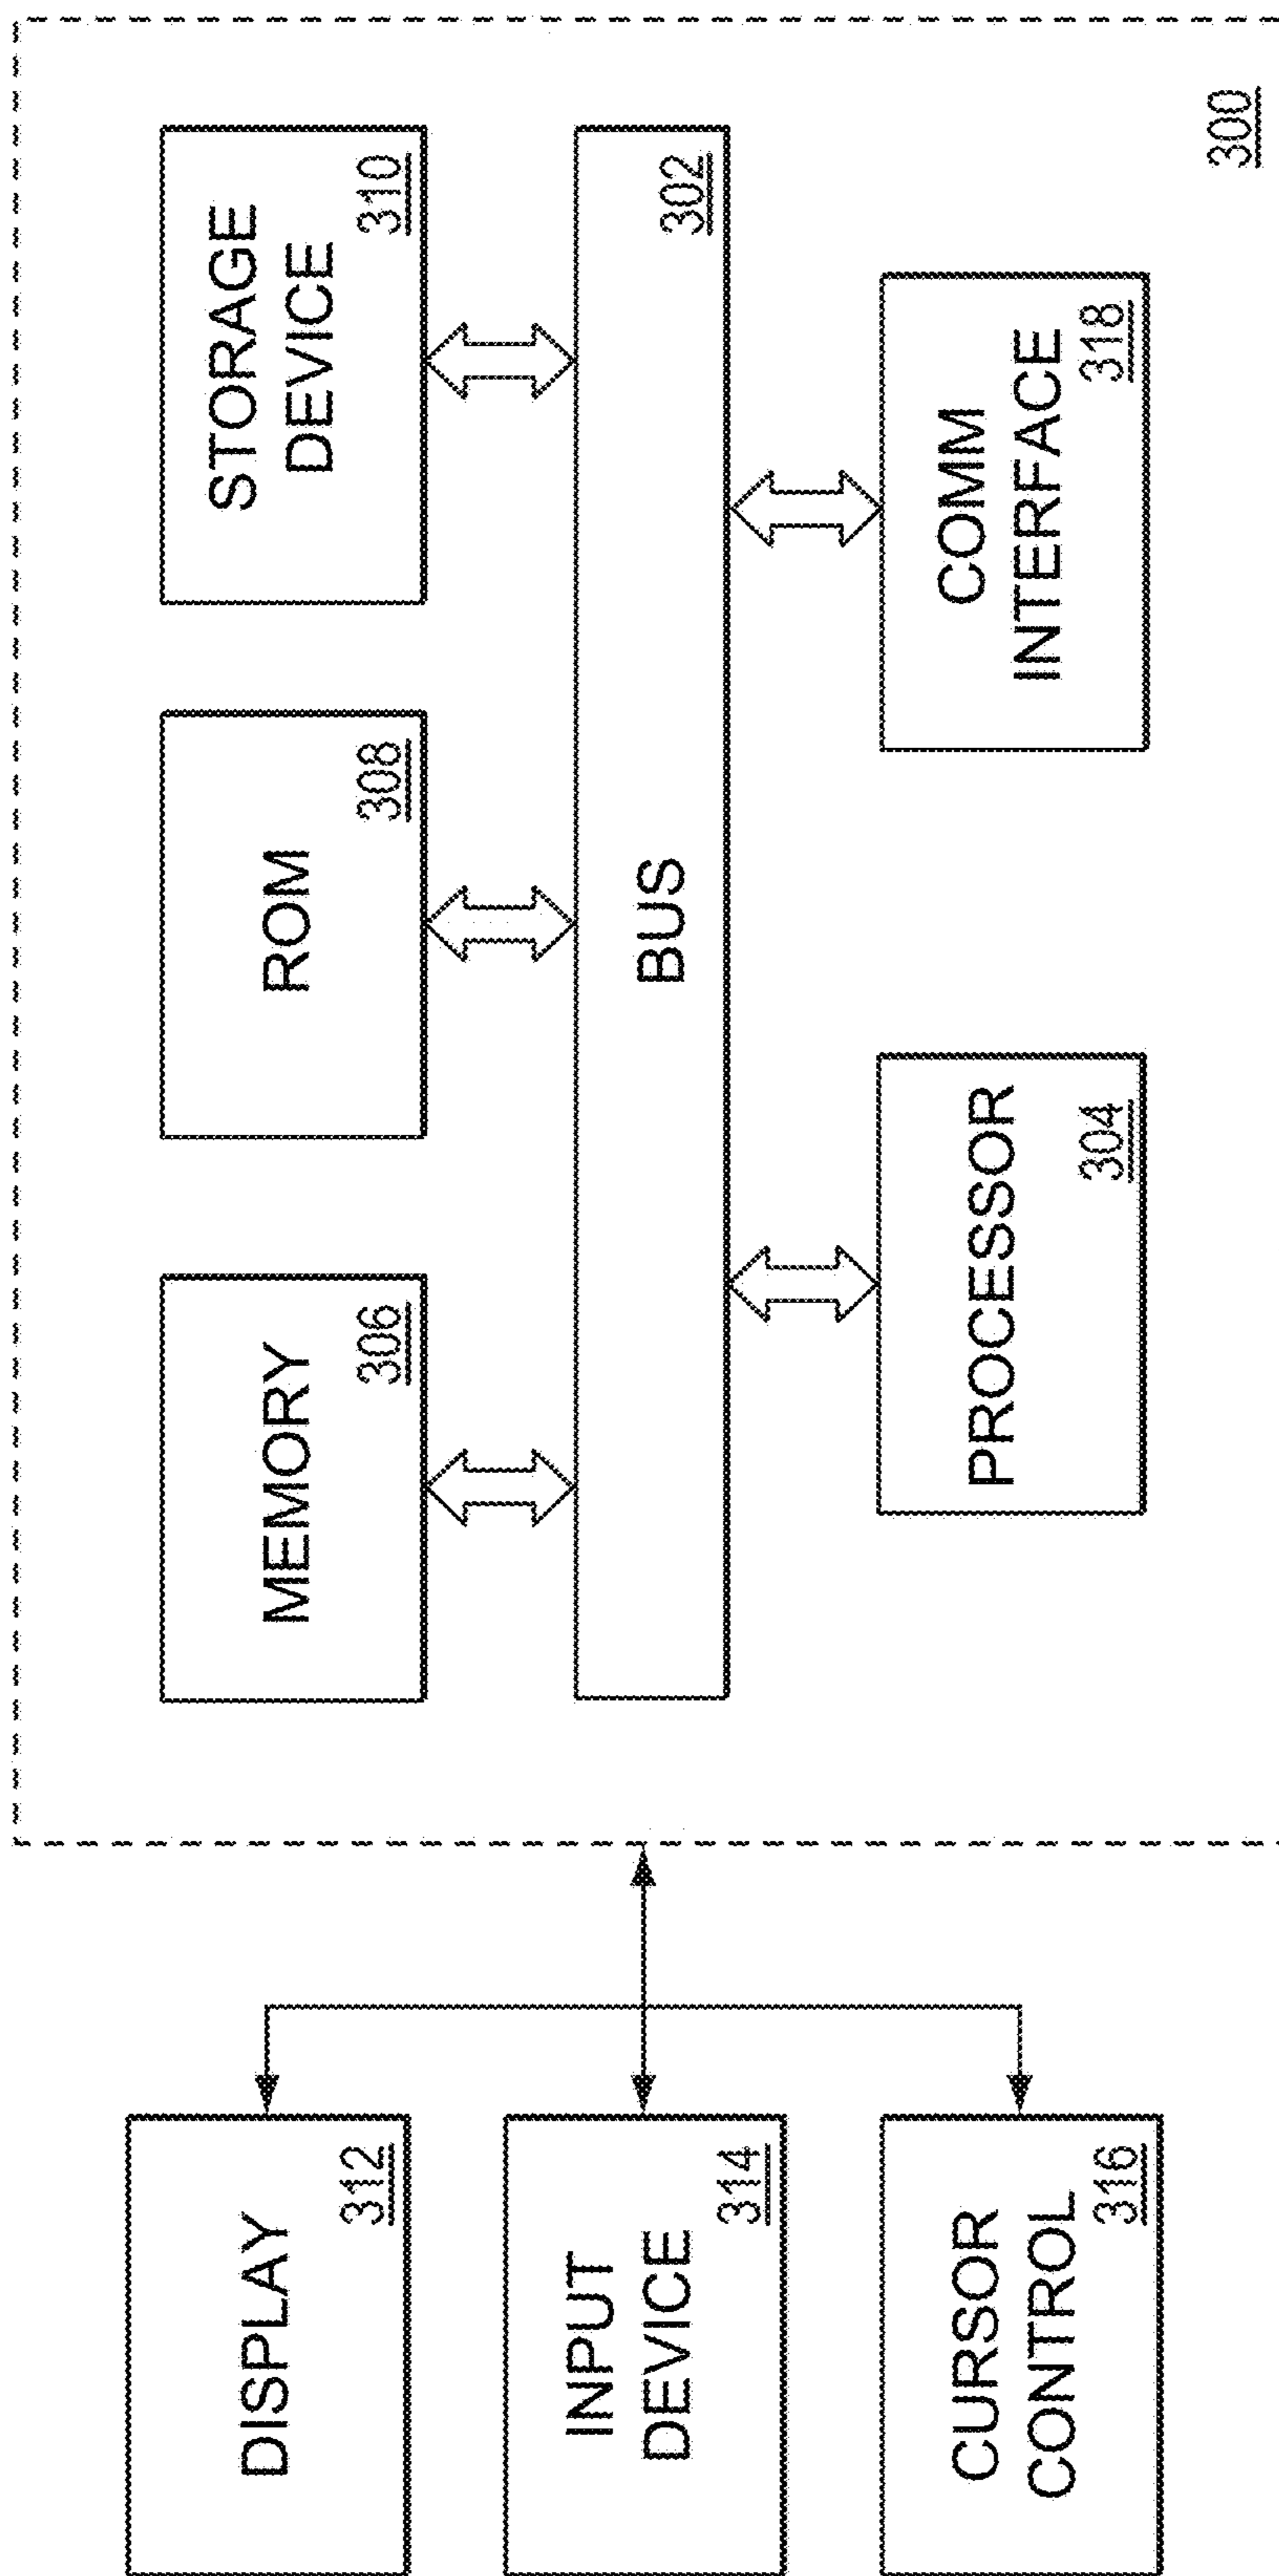 DISPLAY
312
INPUT
DEVICE
314
CURSOR
CONTROL
316
MEMORY
306
ROM
308
STORAGE
DEVICE
310
BUS
302
PROCESSOR
304
COMM
INTERFACE
318
300